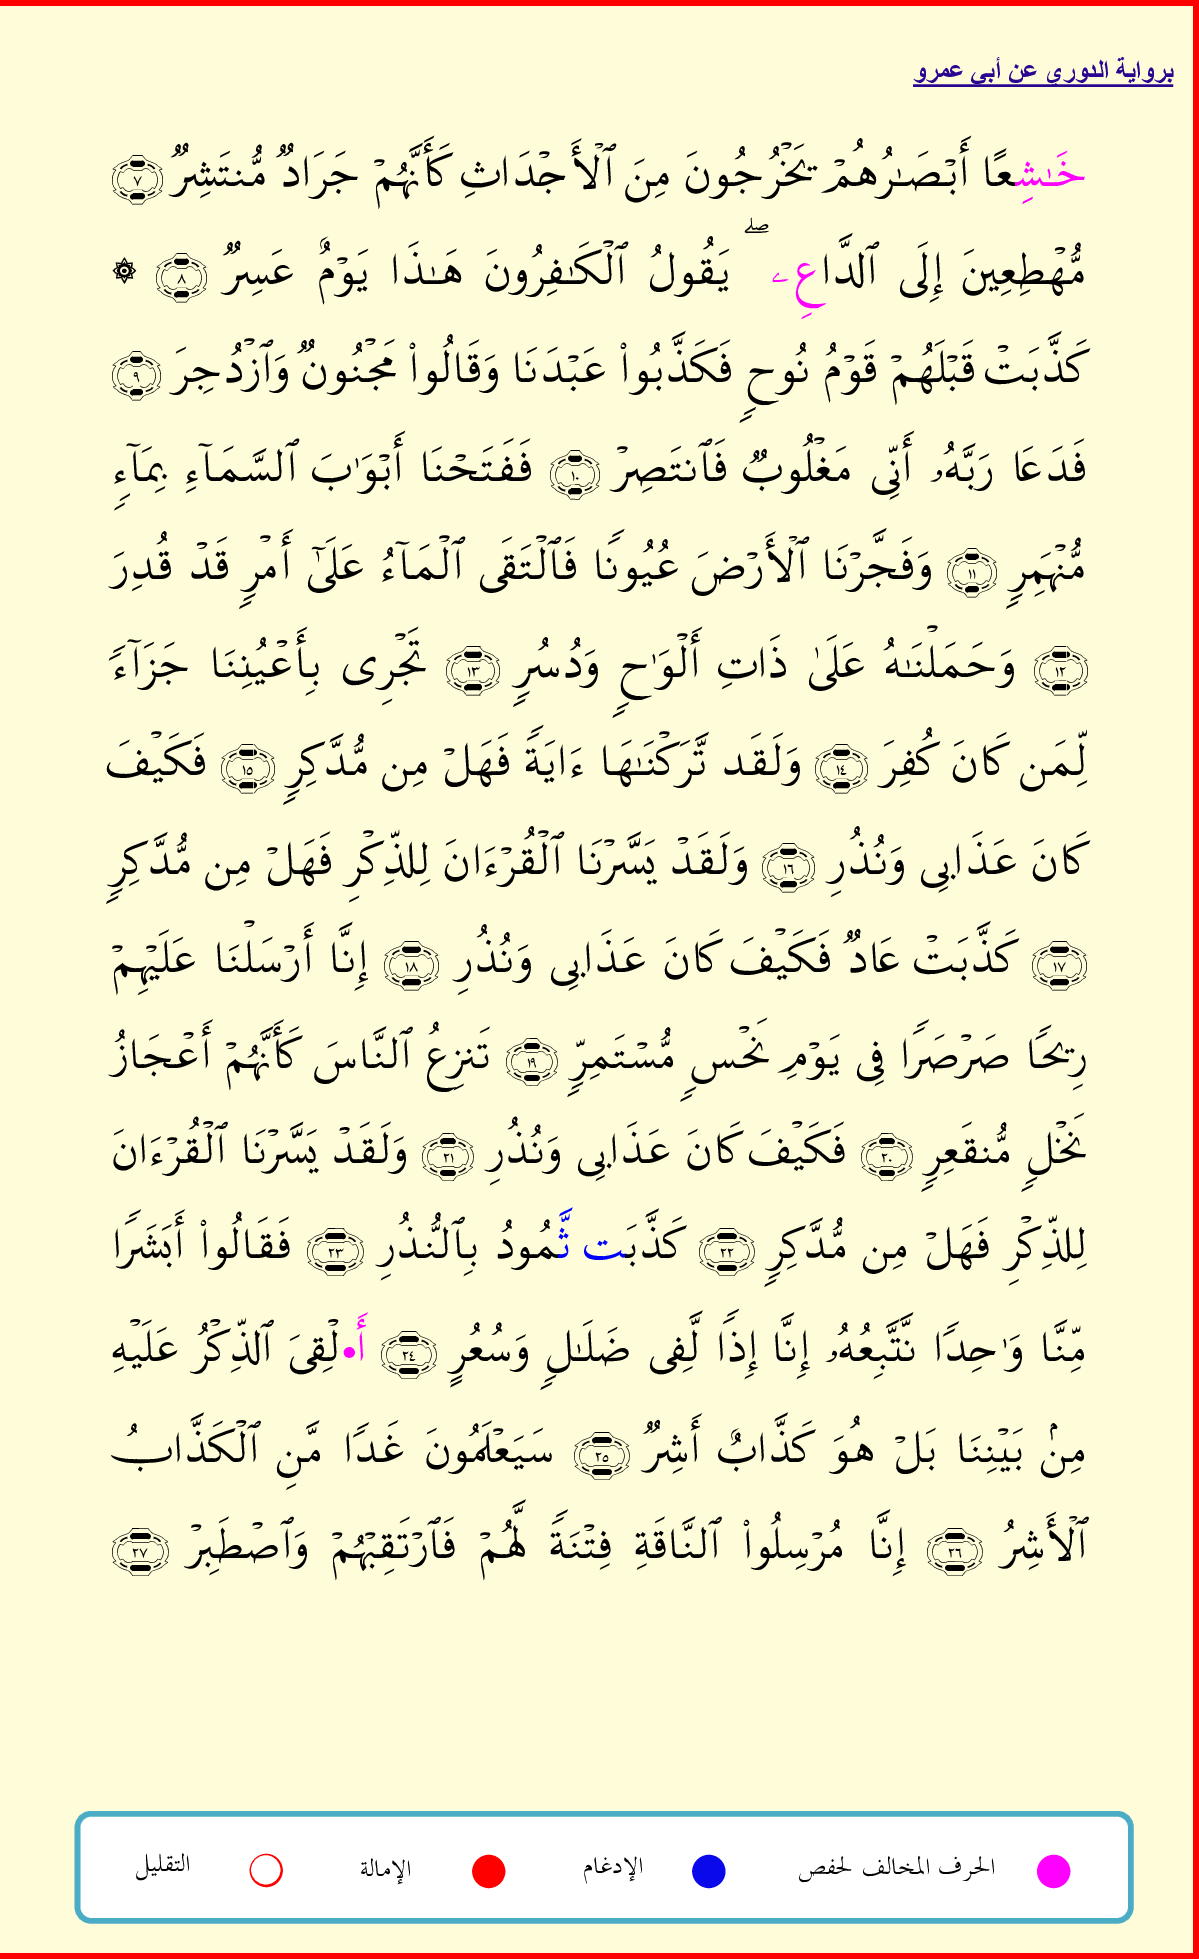 برواية الدوري عن أبي عمرو
خَٰشِعًا أَبْصَٰرُهُمْ يَخْرُجُونَ مِنَ ٱلْأَجْدَاثِ كَأَنَّهُمْ جَرَادٌ مُّنتَشِرٌ ٧
مُّهْطِعِينَ إِلَى ٱلدَّاعِۦ ۖ يَقُولُ ٱلْكَٰفِرُونَ هَٰذَا يَوْمٌ عَسِرٌ ٨ ۞
كَذَّبَتْ قَبْلَهُمْ قَوْمُ نُوحٍ فَكَذَّبُوا۟ عَبْدَنَا وَقَالُوا۟ مَجْنُونٌ وَٱزْدُجِرَ ٩
فَدَعَا رَبَّهُۥ أَنِّى مَغْلُوبٌ فَٱنتَصِرْ ١٠ فَفَتَحْنَا أَبْوَٰبَ ٱلسَّمَآءِ بِمَآءٍ
مُّنْهَمِرٍ ١١ وَفَجَّرْنَا ٱلْأَرْضَ عُيُونًا فَٱلْتَقَى ٱلْمَآءُ عَلَىٰٓ أَمْرٍ قَدْ قُدِرَ
١٢ وَحَمَلْنَٰهُ عَلَىٰ ذَاتِ أَلْوَٰحٍ وَدُسُرٍ ١٣ تَجْرِى بِأَعْيُنِنَا جَزَآءً
لِّمَن كَانَ كُفِرَ ١٤ وَلَقَد تَّرَكْنَٰهَا ءَايَةً فَهَلْ مِن مُّدَّكِرٍ ١٥ فَكَيْفَ
كَانَ عَذَابِى وَنُذُرِ ١٦ وَلَقَدْ يَسَّرْنَا ٱلْقُرْءَانَ لِلذِّكْرِ فَهَلْ مِن مُّدَّكِرٍ
١٧ كَذَّبَتْ عَادٌ فَكَيْفَ كَانَ عَذَابِى وَنُذُرِ ١٨ إِنَّا أَرْسَلْنَا عَلَيْهِمْ
رِيحًا صَرْصَرًا فِى يَوْمِ نَحْسٍ مُّسْتَمِرٍّ ١٩ تَنزِعُ ٱلنَّاسَ كَأَنَّهُمْ أَعْجَازُ
نَخْلٍ مُّنقَعِرٍ ٢٠ فَكَيْفَ كَانَ عَذَابِى وَنُذُرِ ٢١ وَلَقَدْ يَسَّرْنَا ٱلْقُرْءَانَ
لِلذِّكْرِ فَهَلْ مِن مُّدَّكِرٍ ٢٢ كَذَّبَت ثَّمُودُ بِٱلنُّذُرِ ٢٣ فَقَالُوا۟ أَبَشَرًا
مِّنَّا وَٰحِدًا نَّتَّبِعُهُۥ إِنَّا إِذًا لَّفِى ضَلَٰلٍ وَسُعُرٍ ٢٤ أَ•لْقِىَ ٱلذِّكْرُ عَلَيْهِ
مِنۢ بَيْنِنَا بَلْ هُوَ كَذَّابٌ أَشِرٌ ٢٥ سَيَعْلَمُونَ غَدًا مَّنِ ٱلْكَذَّابُ
ٱلْأَشِرُ ٢٦ إِنَّا مُرْسِلُوا۟ ٱلنَّاقَةِ فِتْنَةً لَّهُمْ فَٱرْتَقِبْهُمْ وَٱصْطَبِرْ ٢٧
الحرف المخالف لحفص الإدغام الإمالة التقليل